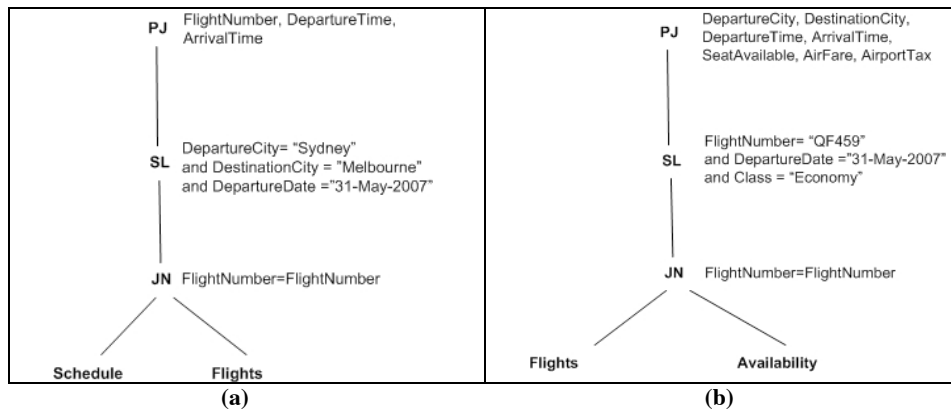 PJ
FlightNumber, DepartureTime,
ArrivalTime
SL
DepartureCity= “Sydney”
and DestinationCity = ”Melbourne”
and DepartureDate =”31-May-2007”
JN
FlightNumber=FlightNumber
Schedule
Flights
(a)
PJ
DepartureCity, DestinationCity,
DepartureTime, ArrivalTime,
SeatAvailable, AirFare, AirportTax
SL
FlightNumber= “QF459”
and DepartureDate =”31-May-2007”
and Class = “Economy”
JN
FlightNumber=FlightNumber
Flights
Availability
(b)